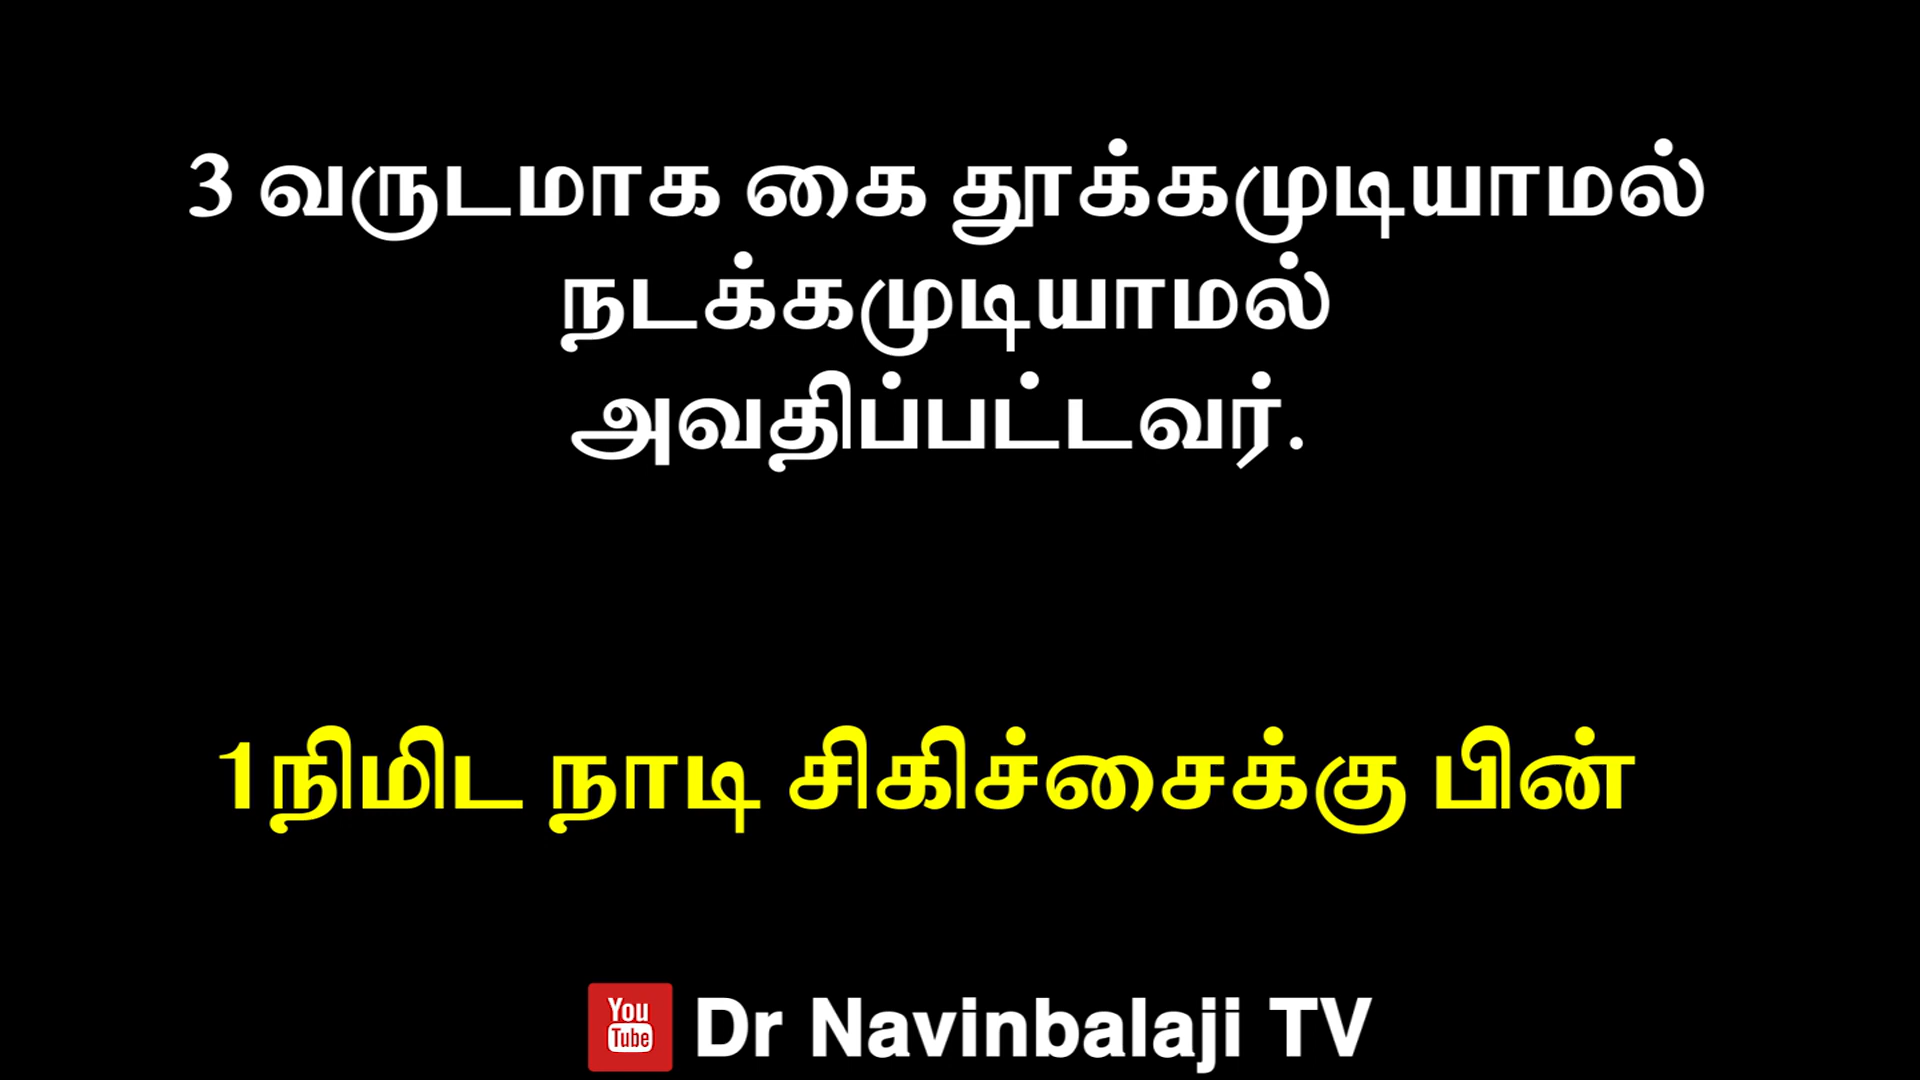 3 வருடமாக கை தூக்கமுடியாமல்
நடக்கமுடியாமல்
அவதிப்பட்டவர்.
1நிமிட நாடி சிகிச்சைக்கு பின்
You Tube Dr Navinbalaji TV